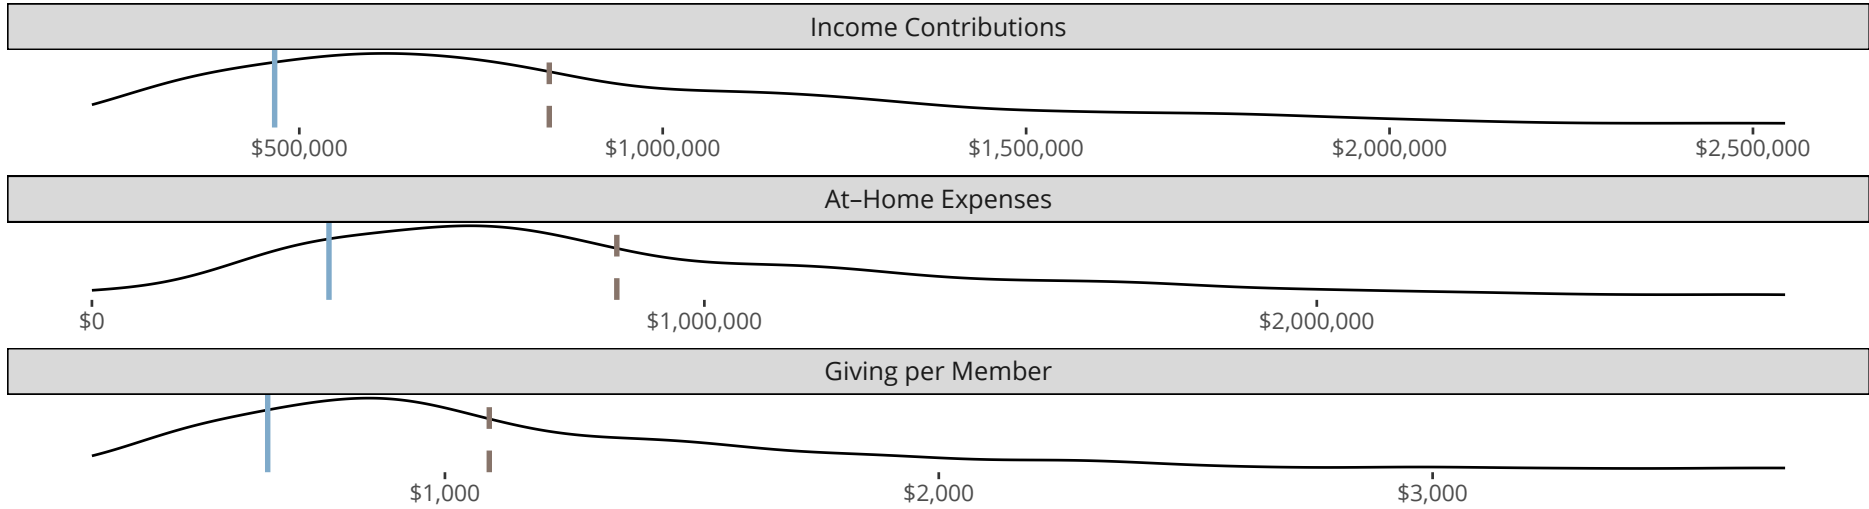 Income Contributions
$500,000 $1,000,000 $1,500,000 $2,000,000 $2,500,000
At–Home Expenses
$0 $1,000,000 $2,000,000
Giving per Member
$1,000 $2,000 $3,000